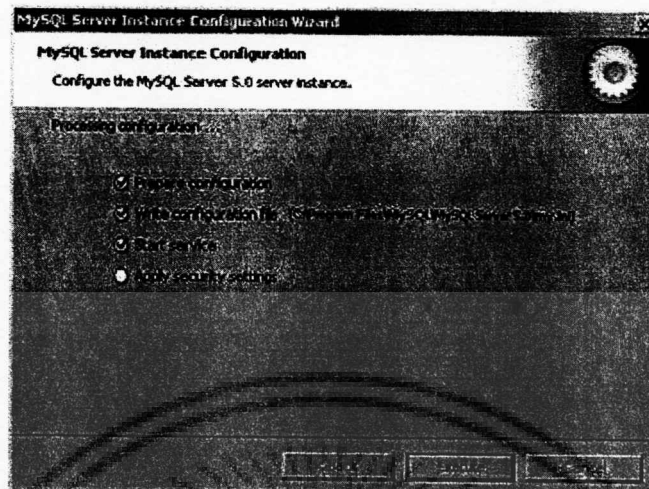 MySQL Server Instance Configuration Wizard
MySQL Server Instance Configuration
Configure the MySQL Server 5.0 server instance.
Processing configuration ...
Prepare configuration
Write configuration file
Start service
Apply security settings